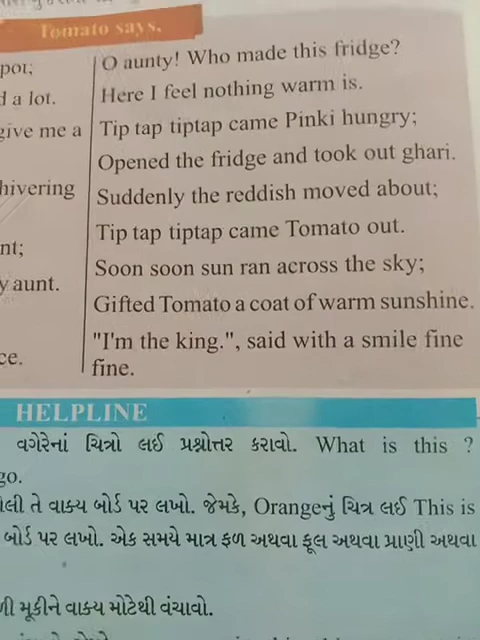 Tomato says,
pot;
d a lot.
give me a
hivering
nt;
y aunt.
ce.
O aunty! Who made this fridge?
Here I feel nothing warm is.
Tip tap tiptap came Pinki hungry;
Opened the fridge and took out ghari.
Suddenly the reddish moved about;
Tip tap tiptap came Tomato out.
Soon soon sun ran across the sky;
Gifted Tomato a coat of warm sunshine.
"I'm the king.", said with a smile fine
fine.
HELPLINE
વગેરેનાં ચિત્રો લઈ પ્રશ્નોત્તર કરાવો. What is this ?
go.
તે વાક્ય બોર્ડ પર લખો. જેમકે, Orangeનું ચિત્ર લઈ This is
બોર્ડ પર લખો. એક સમયે માત્ર ફળ અથવા ફૂલ અથવા પ્રાણી અથવા
મૂકીને વાક્ય મોટેથી વંચાવો.